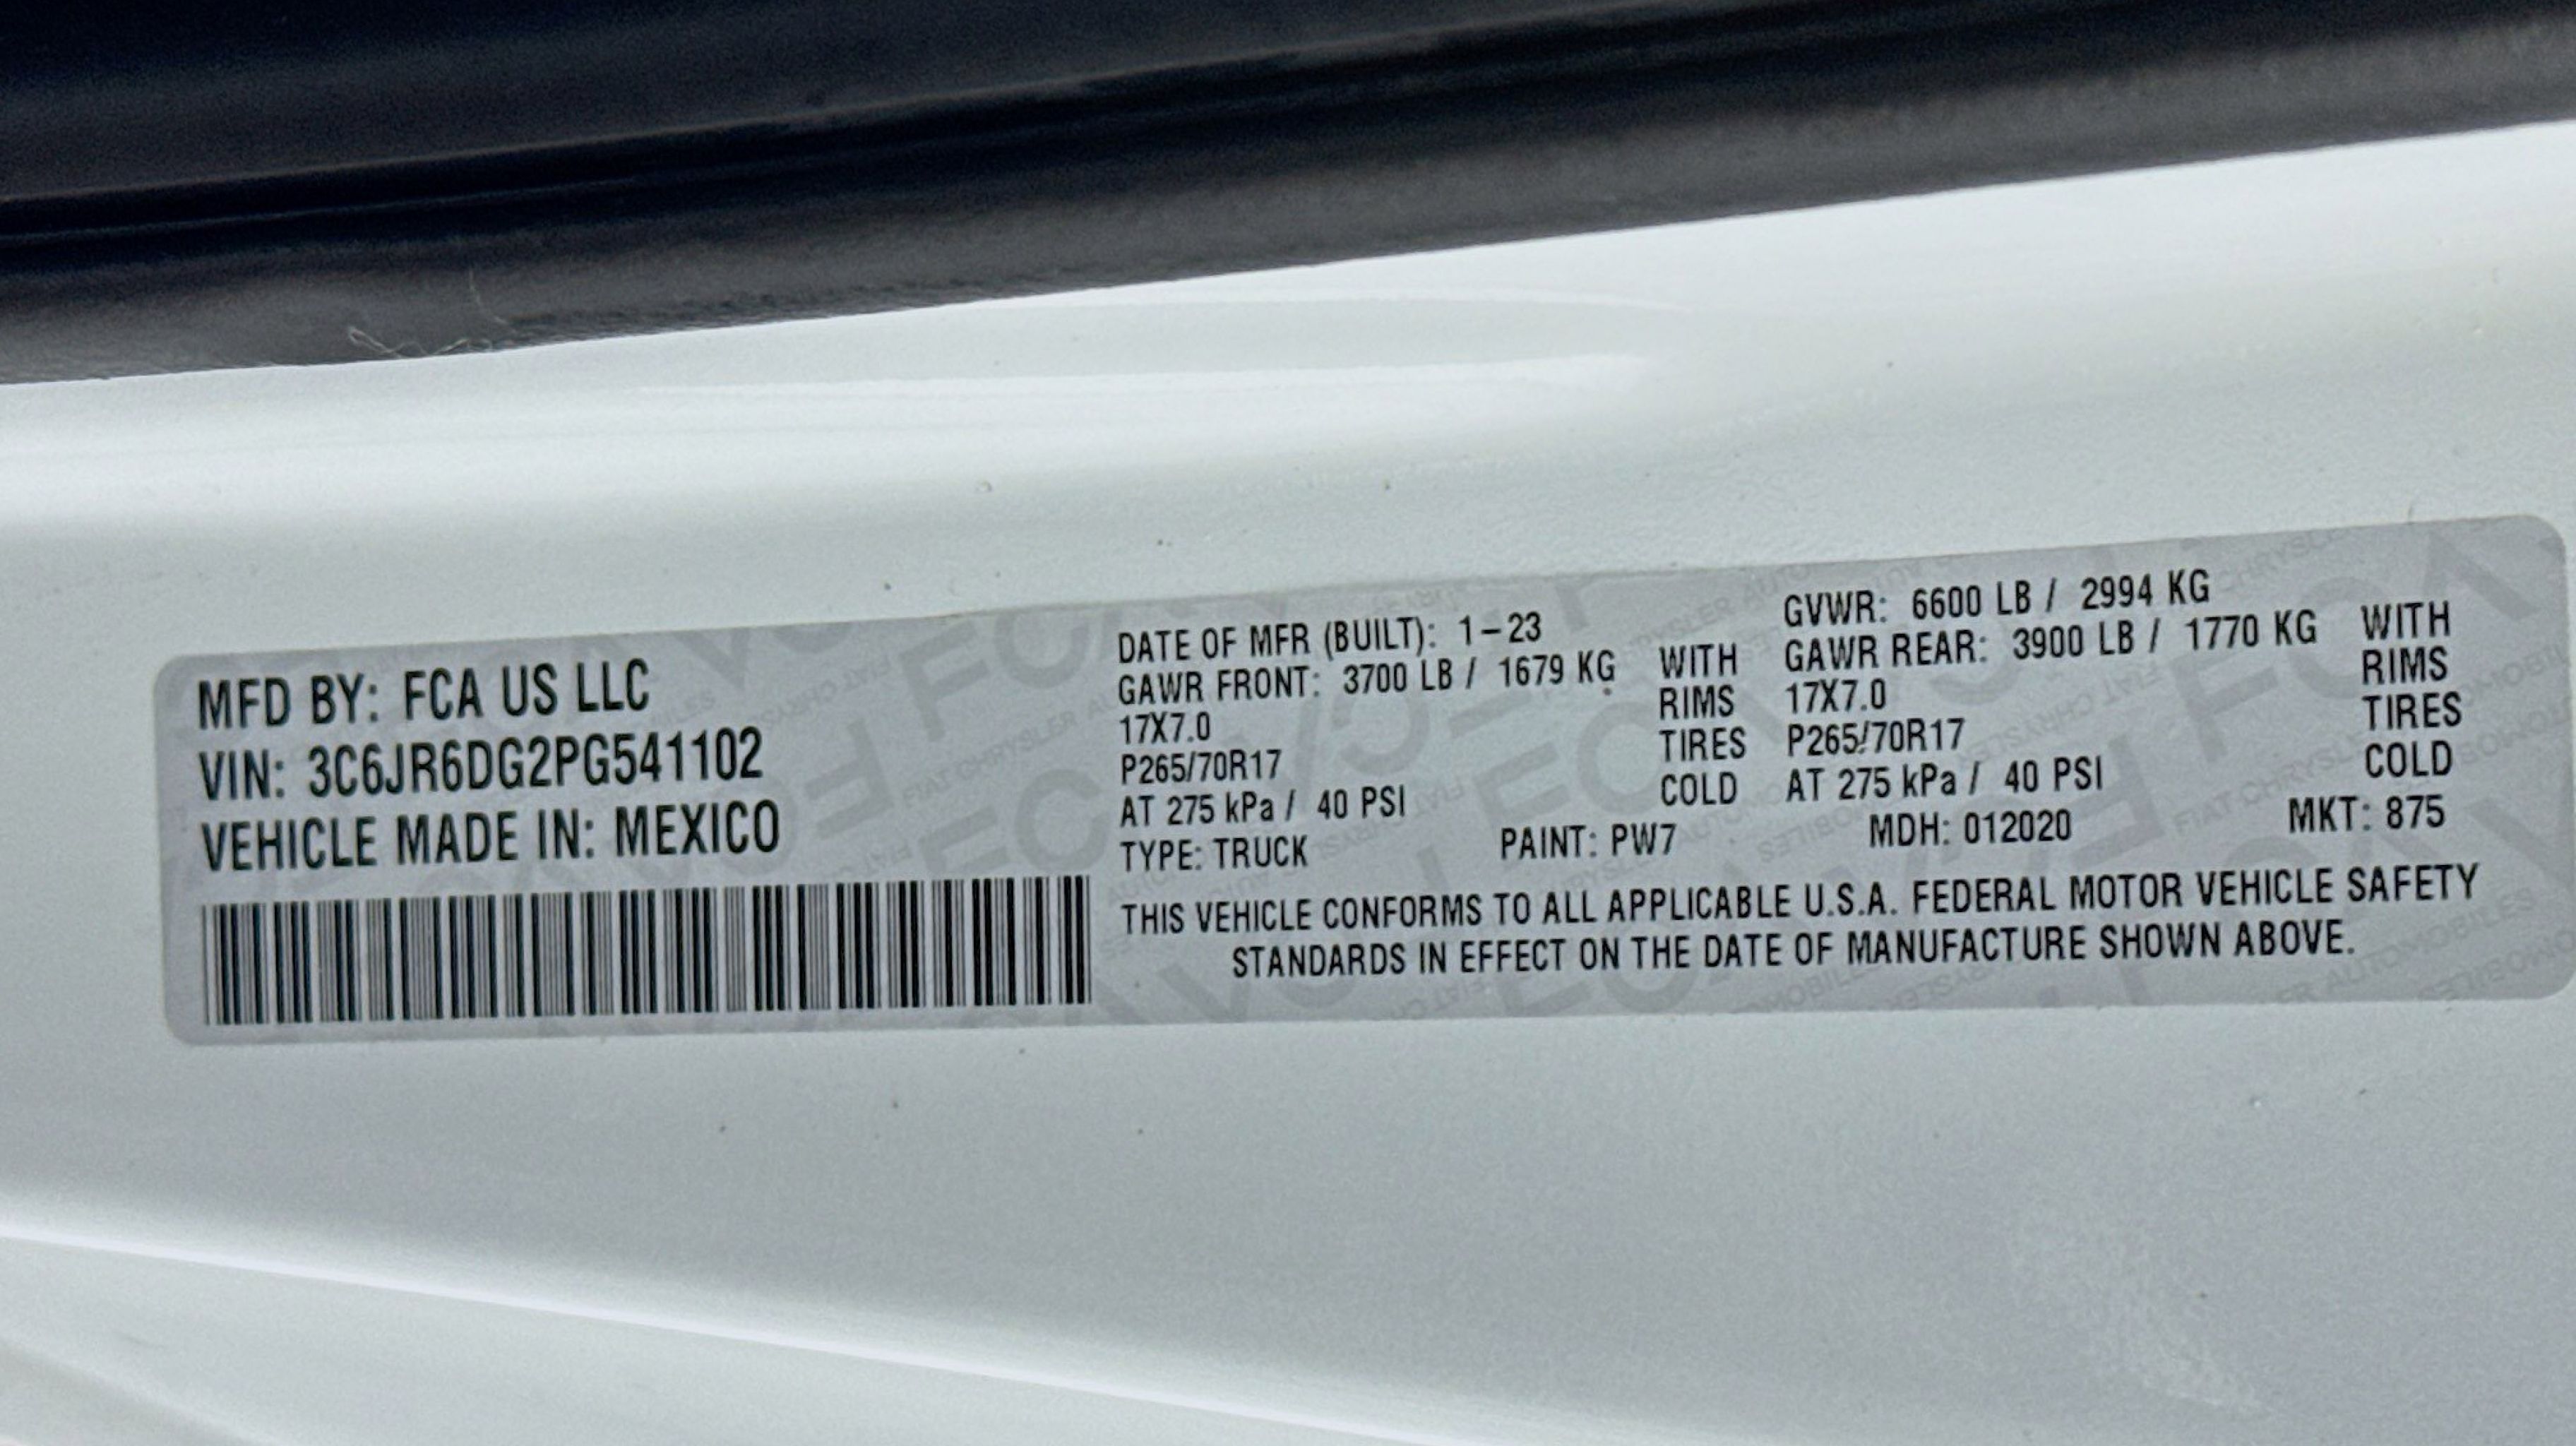 MFD BY: FCA US LLC
VIN: 3C6JR6DG2PG541102
VEHICLE MADE IN: MEXICO
DATE OF MFR (BUILT): 1-23
GAWR FRONT: 3700 LB / 1679 KG WITH
17X7.0 RIMS
P265/70R17 TIRES
AT 275 kPa / 40 PSI COLD
GVWR: 6600 LB / 2994 KG
GAWR REAR: 3900 LB / 1770 KG WITH
17X7.0 RIMS
P265/70R17 TIRES
AT 275 kPa / 40 PSI COLD
TYPE: TRUCK PAINT: PW7 MDH: 012020 MKT: 875
THIS VEHICLE CONFORMS TO ALL APPLICABLE U.S.A. FEDERAL MOTOR VEHICLE SAFETY
STANDARDS IN EFFECT ON THE DATE OF MANUFACTURE SHOWN ABOVE.